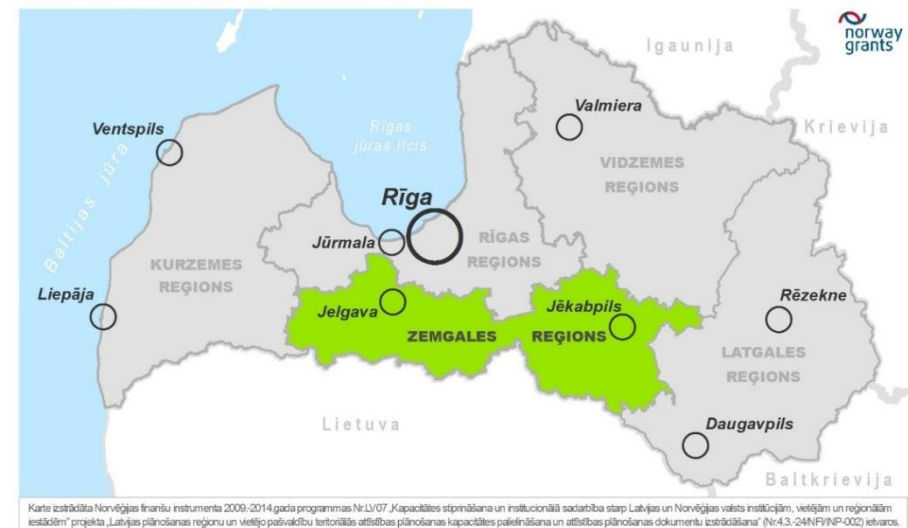 norway
grants
Igaunija
Valmiera
Ventspils
Krievija
Rīgas
jūras līcis
VIDZEMES
REĢIONS
Baltijas jūra
Rīga
Jūrmala
RĪGAS
REĢIONS
KURZEMES
REĢIONS
Liepāja
Jelgava
Jēkabpils
Rēzekne
ZEMGALES REĢIONS
LATGALES
REĢIONS
Lietuva
Daugavpils
Baltkrievija
Karte izstrādāta Norvēģijas finanšu instrumenta 2009.-2014.gada programmas Nr.LV07 „Kapacitātes stiprināšana un institucionālā sadarbība starp Latvijas un Norvēģijas valsts institūcijām, vietējām un reģionālām
iestādēm” projekta „Latvijas plānošanas reģionu un vietējo pašvaldību teritoriālās attīstības plānošanas kapacitātes palielināšana un attīstības plānošanas dokumentu izstrādāšana” (Nr.4.3.-24/NFI/INP-002) ietvaros.